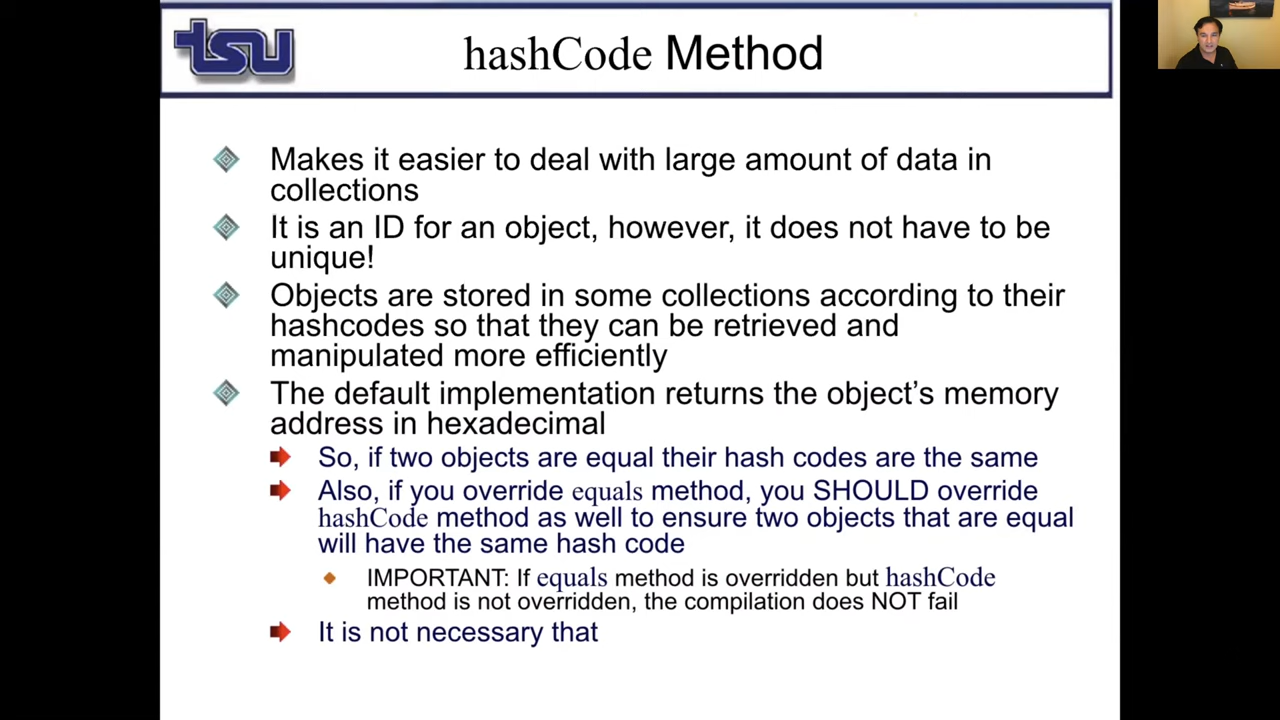 tsu
hashCode Method
Makes it easier to deal with large amount of data in
collections
It is an ID for an object, however, it does not have to be
unique!
Objects are stored in some collections according to their
hashcodes so that they can be retrieved and
manipulated more efficiently
The default implementation returns the object’s memory
address in hexadecimal
So, if two objects are equal their hash codes are the same
Also, if you override equals method, you SHOULD override
hashCode method as well to ensure two objects that are equal
will have the same hash code
IMPORTANT: If equals method is overridden but hashCode
method is not overridden, the compilation does NOT fail
It is not necessary that